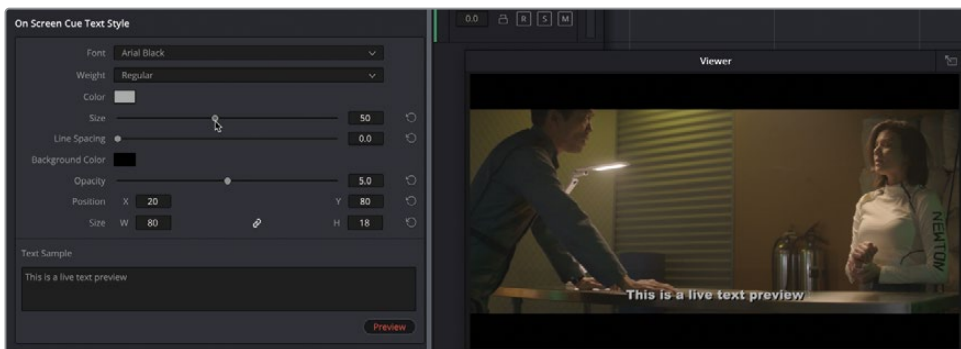 On Screen Cue Text Style
Font Arial Black
Weight Regular
Color
Size 50
Line Spacing 0.0
Background Color
Opacity 5.0
Position X 20 Y 80
Size W 80 H 18
Text Sample
This is a live text preview
Preview
0.0 R S M
Viewer
NEWTON
This is a live text preview